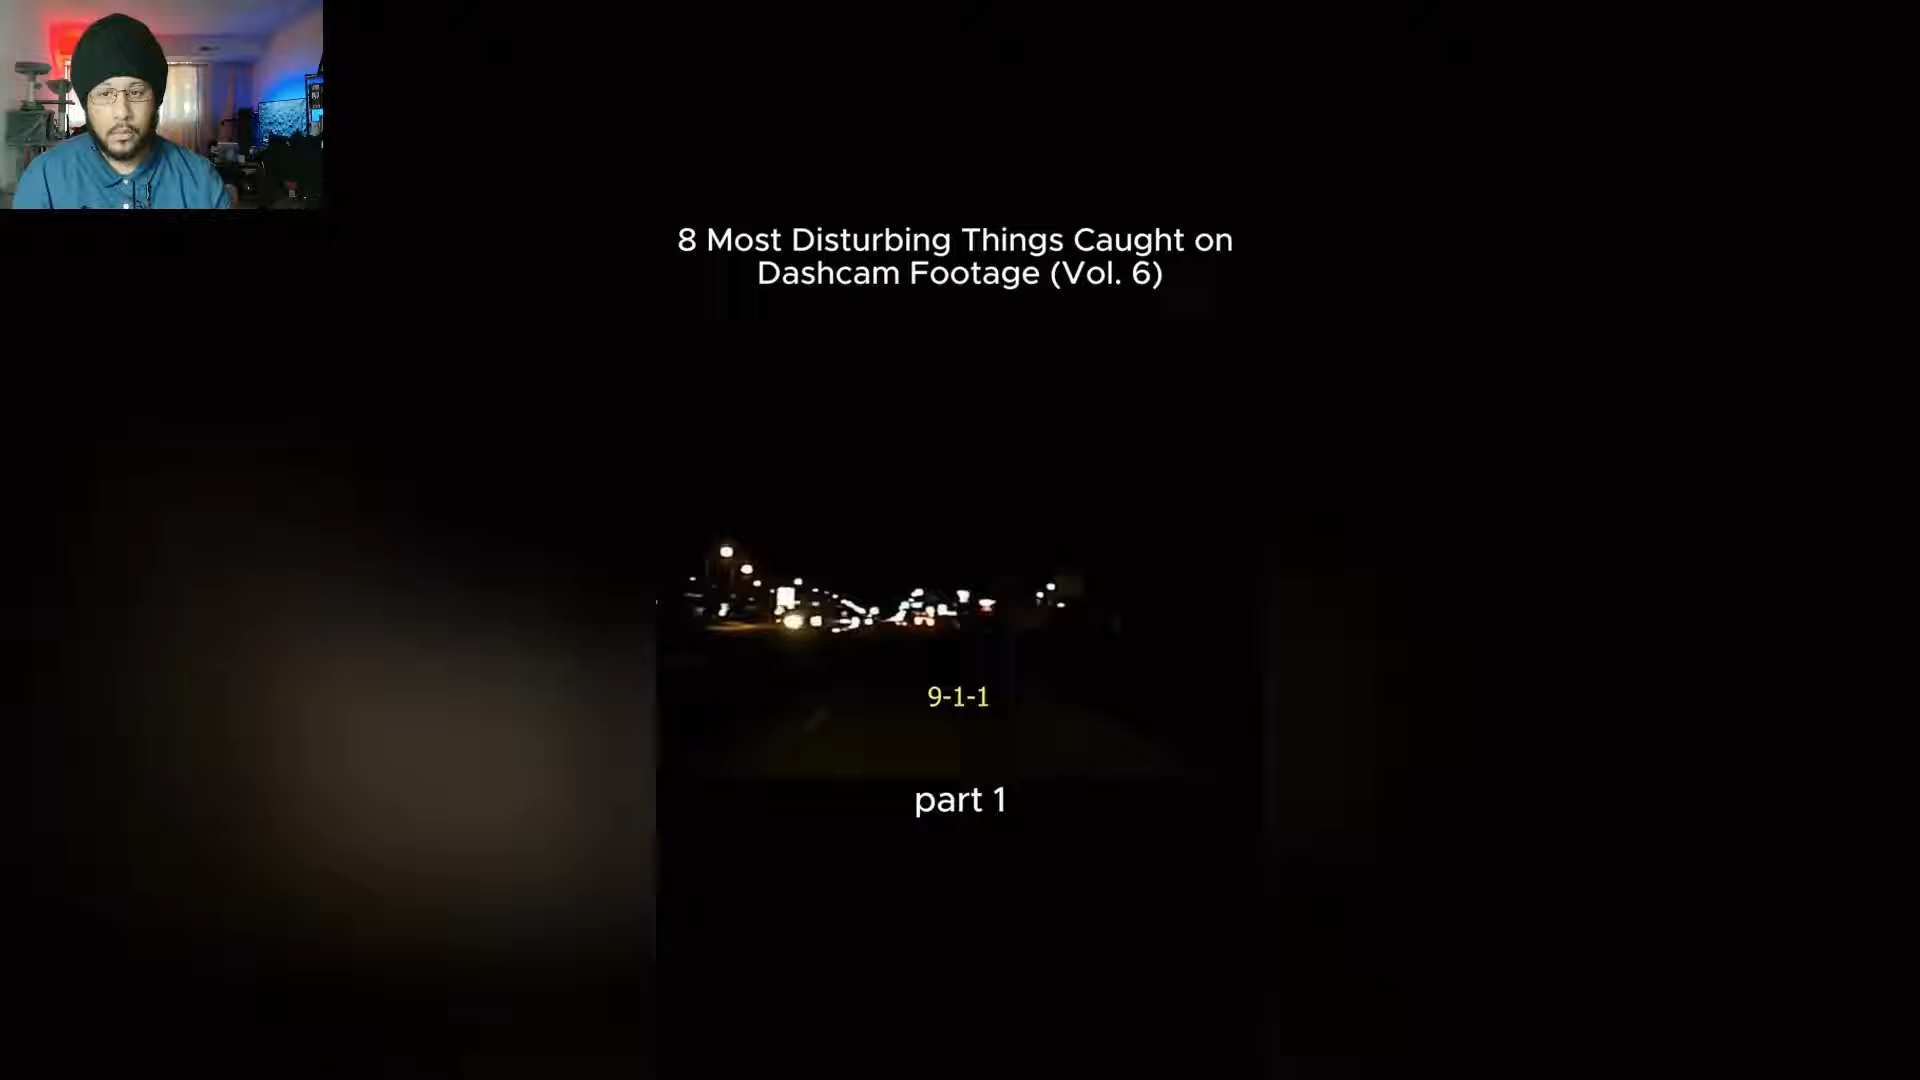 8 Most Disturbing Things Caught on
Dashcam Footage (Vol. 6)
9-1-1
part 1